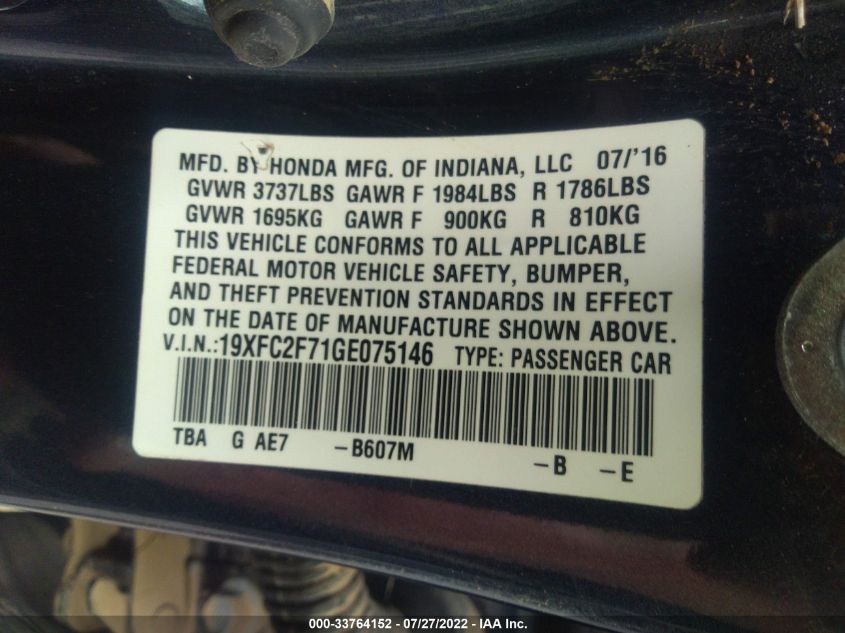 MFD. BY HONDA MFG. OF INDIANA, LLC 07/'16
GVWR 3737LBS GAWR F 1984LBS R 1786LBS
GVWR 1695KG GAWR F 900KG R 810KG
THIS VEHICLE CONFORMS TO ALL APPLICABLE
FEDERAL MOTOR VEHICLE SAFETY, BUMPER,
AND THEFT PREVENTION STANDARDS IN EFFECT
ON THE DATE OF MANUFACTURE SHOWN ABOVE.
V.I.N.:19XFC2F71GE075146 TYPE: PASSENGER CAR
TBA G AE7 -B607M -B -E
000-33764152 - 07/27/2022 - IAA Inc.